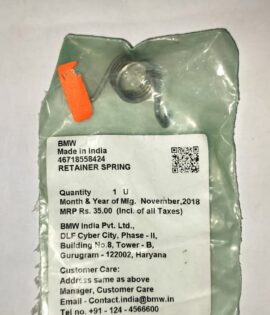 BMW
Made in India
46718558424
RETAINER SPRING
Quantity 1 U
Month & Year of Mfg. November,2018
MRP Rs. 35.00 (Incl. of all Taxes)
BMW India Pvt. Ltd.,
DLF Cyber City, Phase - II,
Building No.8, Tower - B,
Gurugram - 122002, Haryana
Customer Care:
Address same as above
Manager, Customer Care
Email - Contact.india@bmw.in
Tel no. +91 - 124 - 4566600